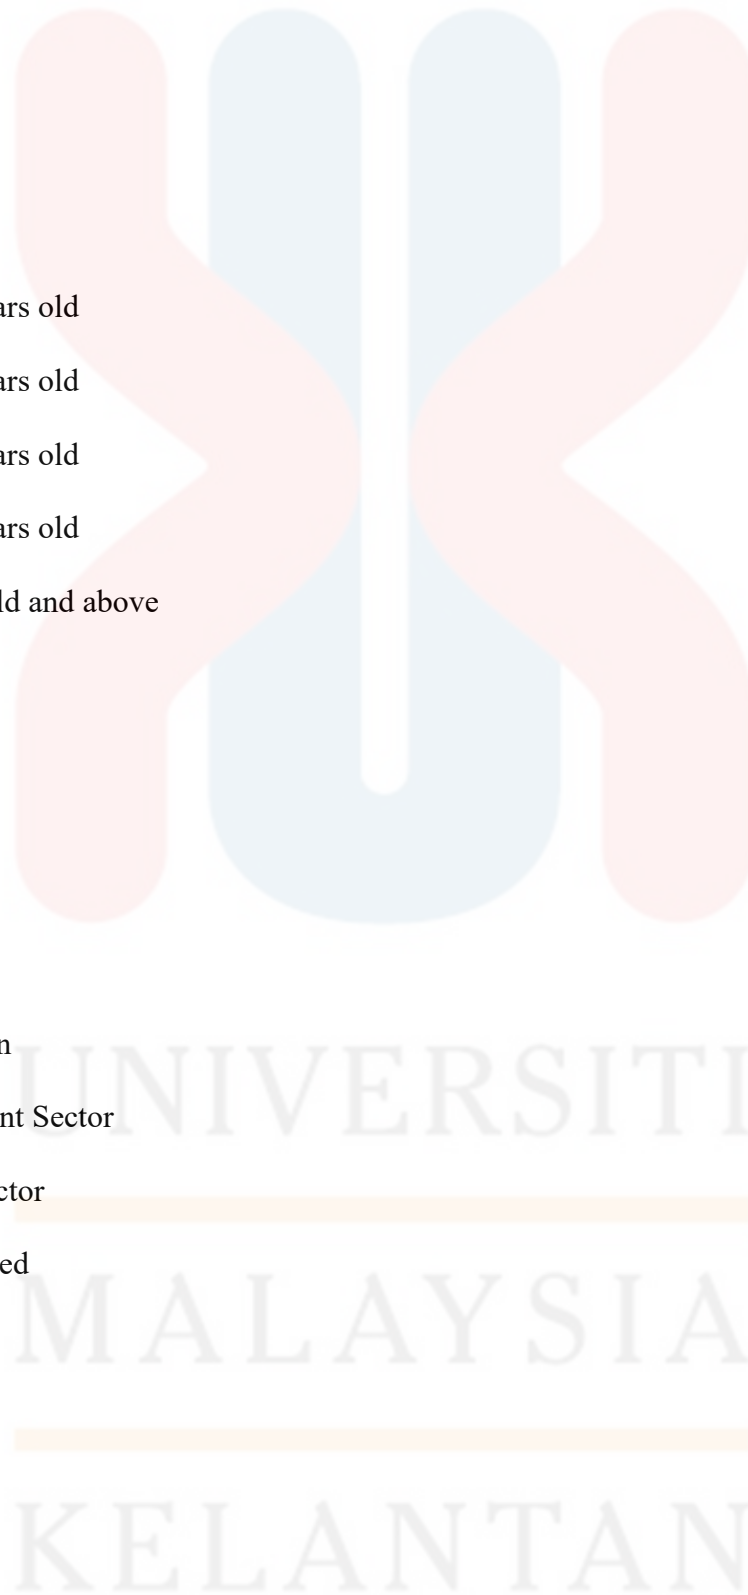 ars old
ars old
ars old
ars old
ld and above
n
UNIVERSITI
nt Sector
ctor
ed
MALAYSIA
KELANTAN